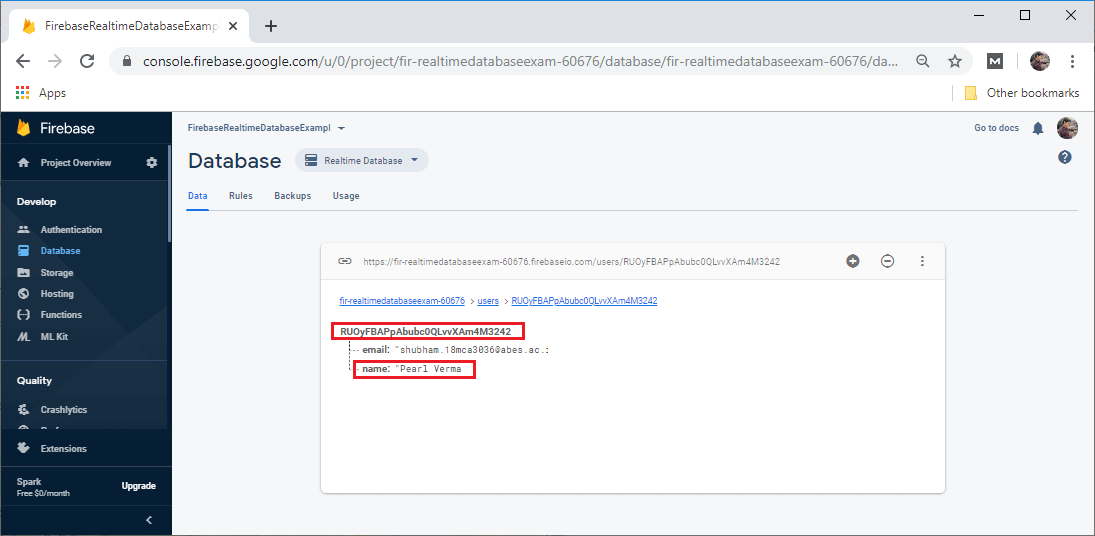 FirebaseRealtimeDatabaseExampl
console.firebase.google.com/u/0/project/fir-realtimedatabaseexam-60676/database/fir-realtimedatabaseexam-60676/da...
M
Apps
Other bookmarks
Firebase
FirebaseRealtimeDatabaseExampl
Go to docs
Project Overview
Database
Realtime Database
Data
Rules
Backups
Usage
Develop
Authentication
Database
Storage
Hosting
Functions
ML Kit
Quality
Crashlytics
Extensions
Spark
Free $0/month
Upgrade
https://fir-realtimedatabaseexam-60676.firebaseio.com/users/RUOyFBAPpAbubc0QLvvXAm4M3242
fir-realtimedatabaseexam-60676 > users > RUOyFBAPpAbubc0QLvvXAm4M3242
RUOyFBAPpAbubc0QLvvXAm4M3242
email: "shubham.18mca3036@abes.ac.:
name: "Pearl Verma